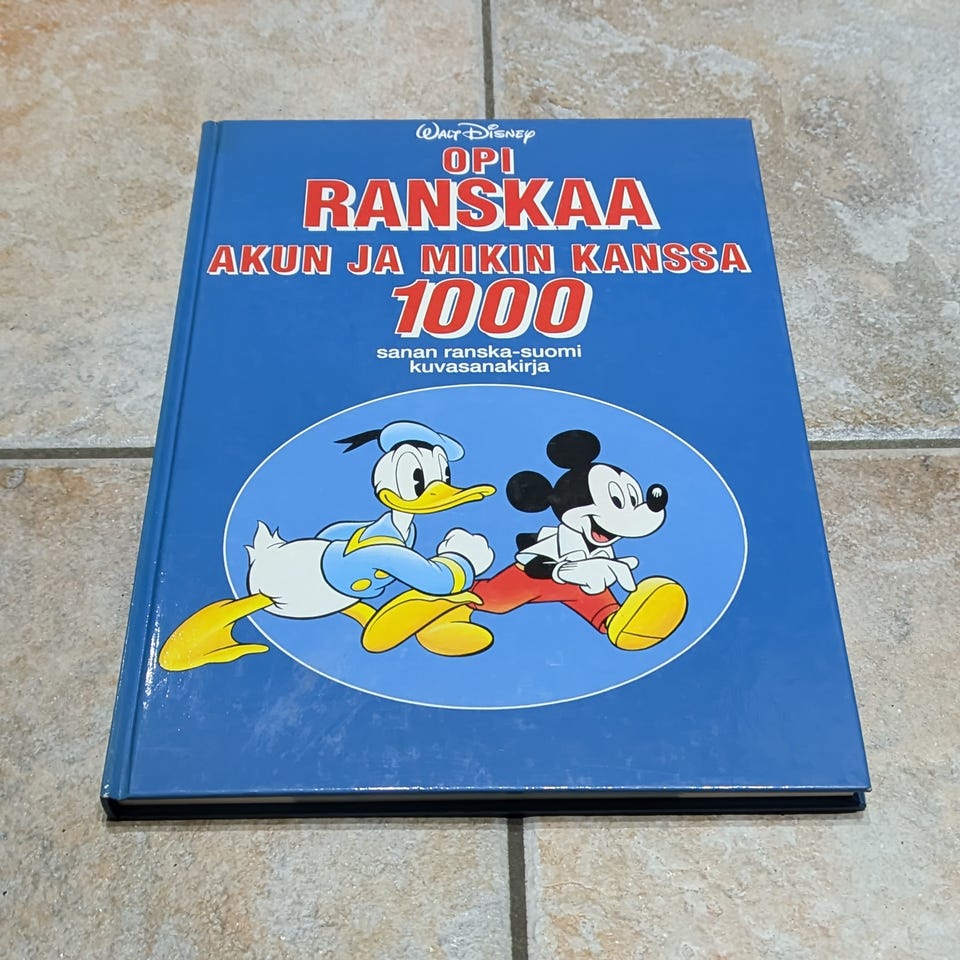 Walt Disney
OPI
RANSKAA
AKUN JA MIKIN KANSSA
1000
sanan ranska-suomi
kuvasanakirja